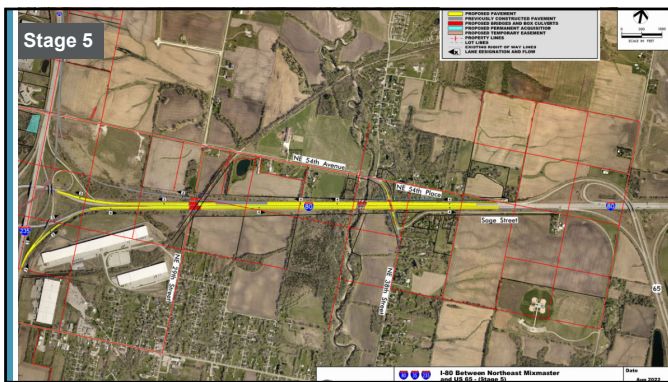 Stage 5
PROPOSED PAVEMENT
PREVIOUSLY CONSTRUCTED PAVEMENT
PROPOSED BRIDGES AND BOX CULVERTS
PROPOSED PERMANENT ACQUISITION
PROPOSED TEMPORARY EASEMENT
PROPERTY LINES
LOT LINES
EXISTING RIGHT OF WAY LINES
LANE DESIGNATION AND FLOW
SCALE IN FEET
NE 54th Avenue
NE 54th Place
80
80
Sage Street
235
NE 29th Street
NE 38th Street
65
I-80 Between Northeast Mixmaster
and US 65 - (Stage 5)
Date